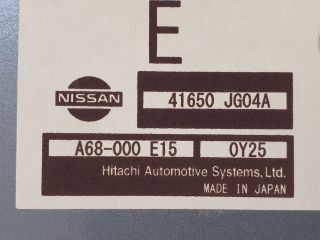 E
NISSAN
41650 JG04A
A68-000 E15 0Y25
Hitachi Automotive Systems, Ltd.
MADE IN JAPAN